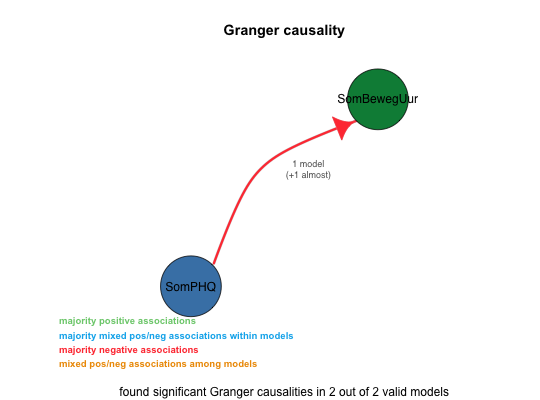 Granger causality
SomBewegUur
1 model
(+1 almost)
SomPHQ
majority positive associations
majority mixed pos/neg associations within models
majority negative associations
mixed pos/neg associations among models
found significant Granger causalities in 2 out of 2 valid models